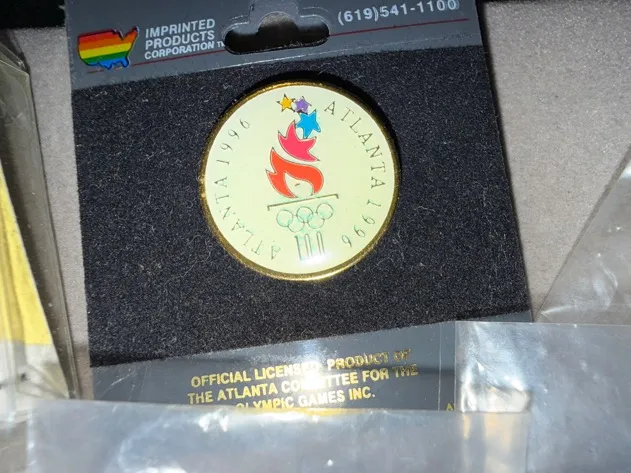 IMPRINTED
PRODUCTS
CORPORATION TM
(619)541-1100
ATLANTA 1996
ATLANTA 1996
OFFICIAL LICENSED PRODUCT OF
THE ATLANTA COMMITTEE FOR THE
OLYMPIC GAMES INC.